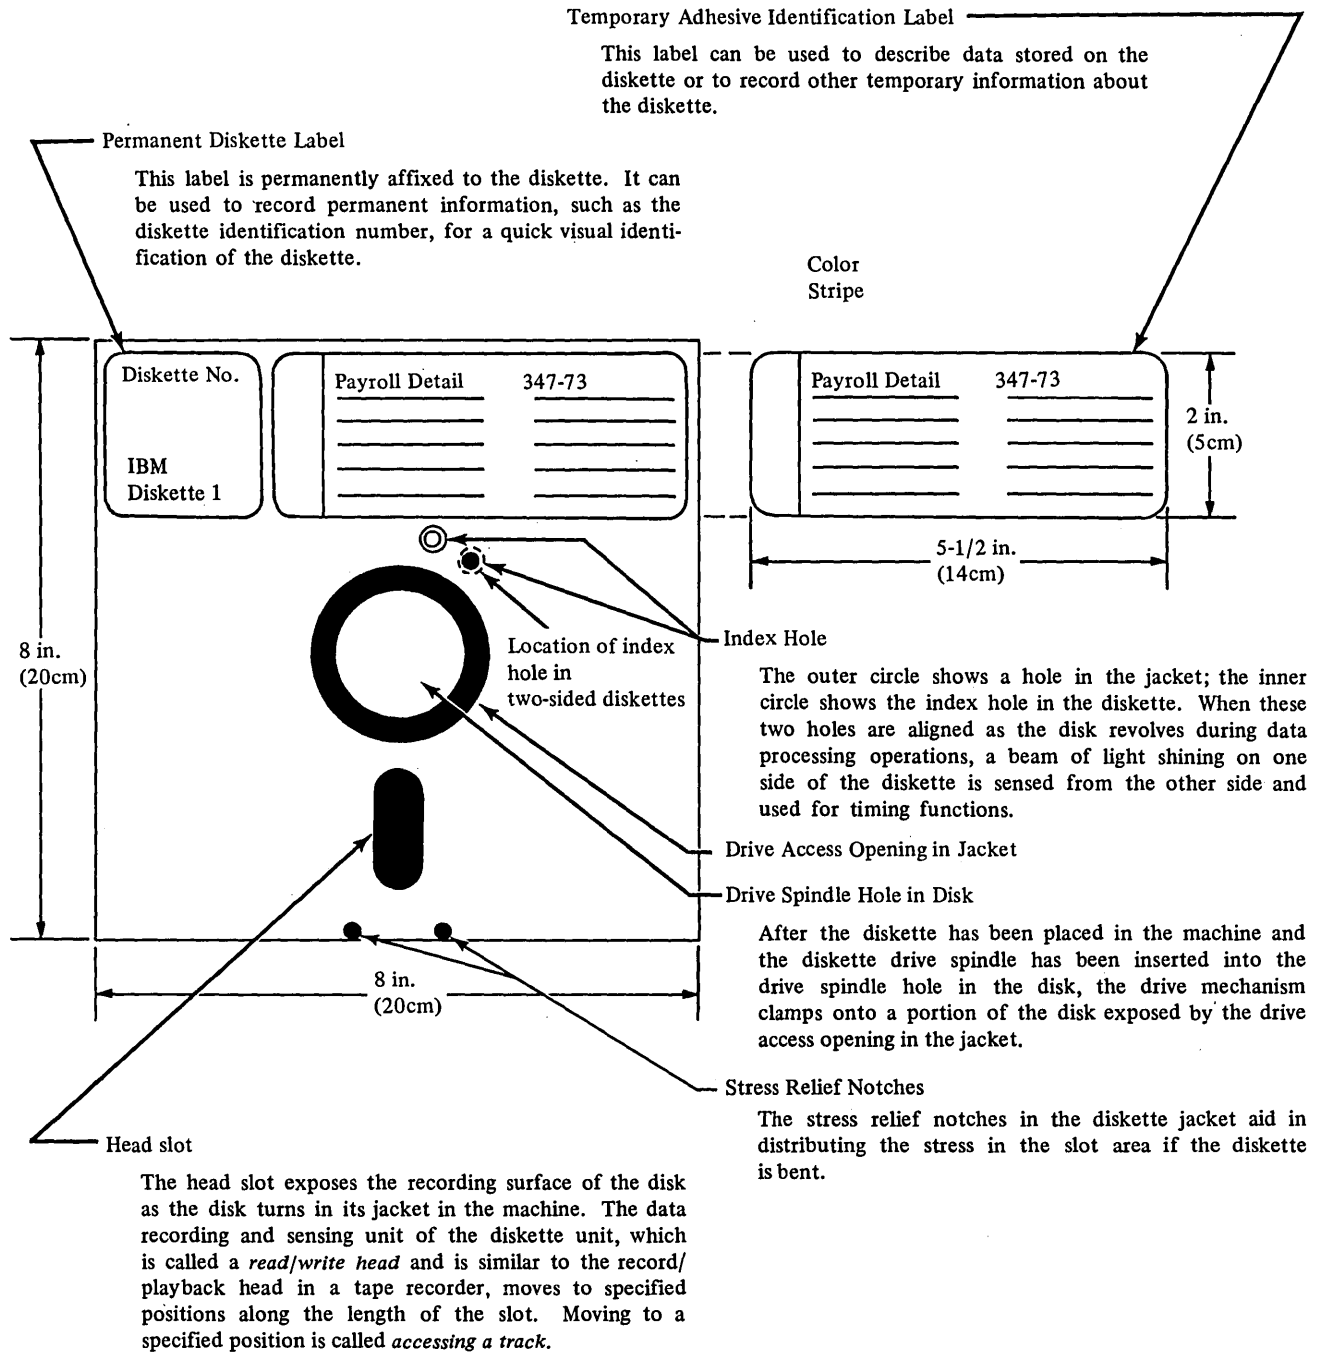 Temporary Adhesive Identification Label
This label can be used to describe data stored on the
diskette or to record other temporary information about
the diskette.
Permanent Diskette Label
This label is permanently affixed to the diskette. It can
be used to record permanent information, such as the
diskette identification number, for a quick visual identi-
fication of the diskette.
Color
Stripe
Diskette No.
IBM
Diskette 1
Payroll Detail 347-73
Payroll Detail 347-73
2 in.
(5cm)
5-1/2 in.
(14cm)
8 in.
(20cm)
Location of index
hole in
two-sided diskettes
Index Hole
The outer circle shows a hole in the jacket; the inner
circle shows the index hole in the diskette. When these
two holes are aligned as the disk revolves during data
processing operations, a beam of light shining on one
side of the diskette is sensed from the other side and
used for timing functions.
Drive Access Opening in Jacket
Drive Spindle Hole in Disk
After the diskette has been placed in the machine and
the diskette drive spindle has been inserted into the
drive spindle hole in the disk, the drive mechanism
clamps onto a portion of the disk exposed by the drive
access opening in the jacket.
8 in.
(20cm)
Stress Relief Notches
The stress relief notches in the diskette jacket aid in
distributing the stress in the slot area if the diskette
is bent.
Head slot
The head slot exposes the recording surface of the disk
as the disk turns in its jacket in the machine. The data
recording and sensing unit of the diskette unit, which
is called a read/write head and is similar to the record/
playback head in a tape recorder, moves to specified
positions along the length of the slot. Moving to a
specified position is called accessing a track.